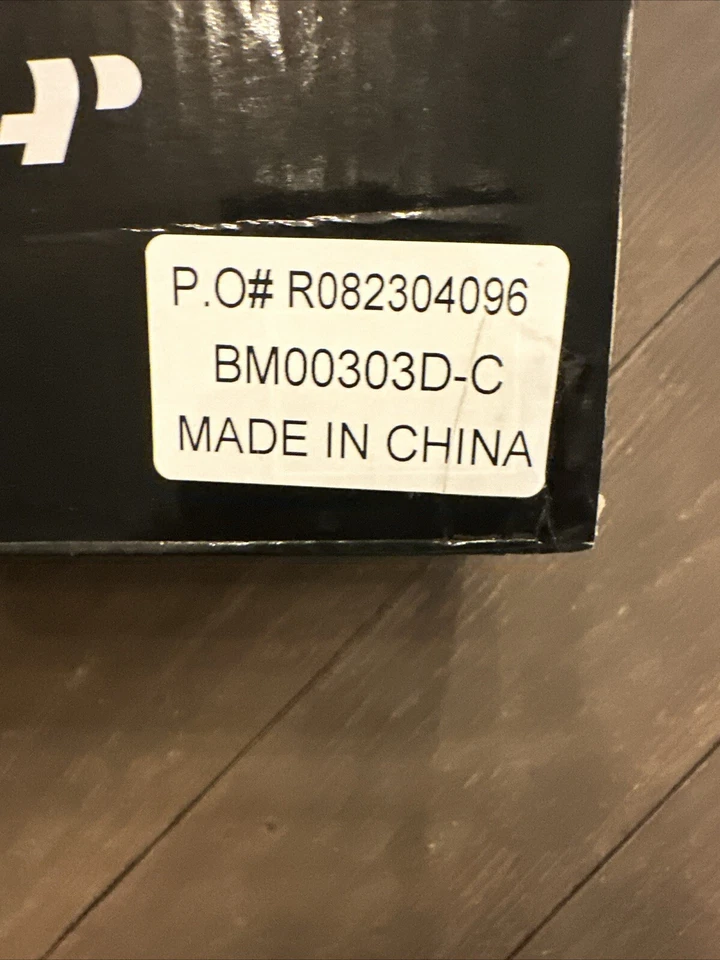 P.O# R082304096
BM00303D-C
MADE IN CHINA